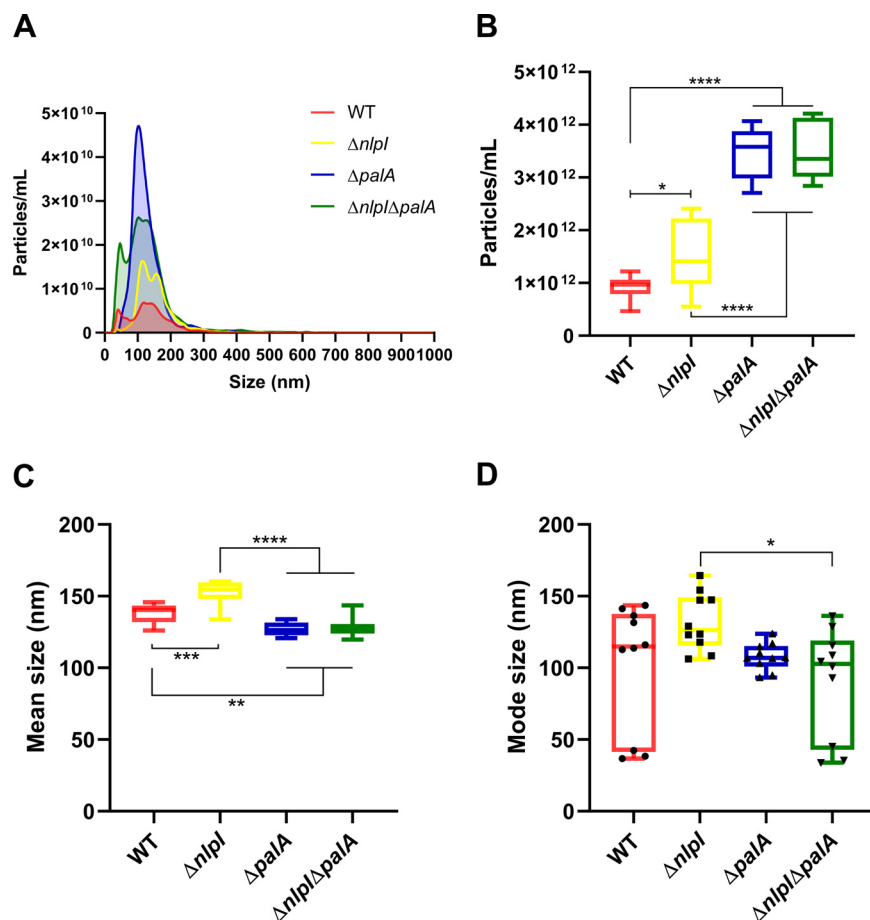 A
5×10¹⁰
4×10¹⁰
3×10¹⁰
2×10¹⁰
1×10¹⁰
0
Particles/mL
0 100 200 300 400 500 600 700 800 900 1000
Size (nm)
WT
ΔnlpI
ΔpalA
ΔnlpIΔpalA
B
5×10¹²
4×10¹²
3×10¹²
2×10¹²
1×10¹²
0
Particles/mL
****
*
****
WT
ΔnlpI
ΔpalA
ΔnlpIΔpalA
C
200
150
100
50
0
Mean size (nm)
****
***
**
WT
ΔnlpI
ΔpalA
ΔnlpIΔpalA
D
200
150
100
50
0
Mode size (nm)
*
WT
ΔnlpI
ΔpalA
ΔnlpIΔpalA